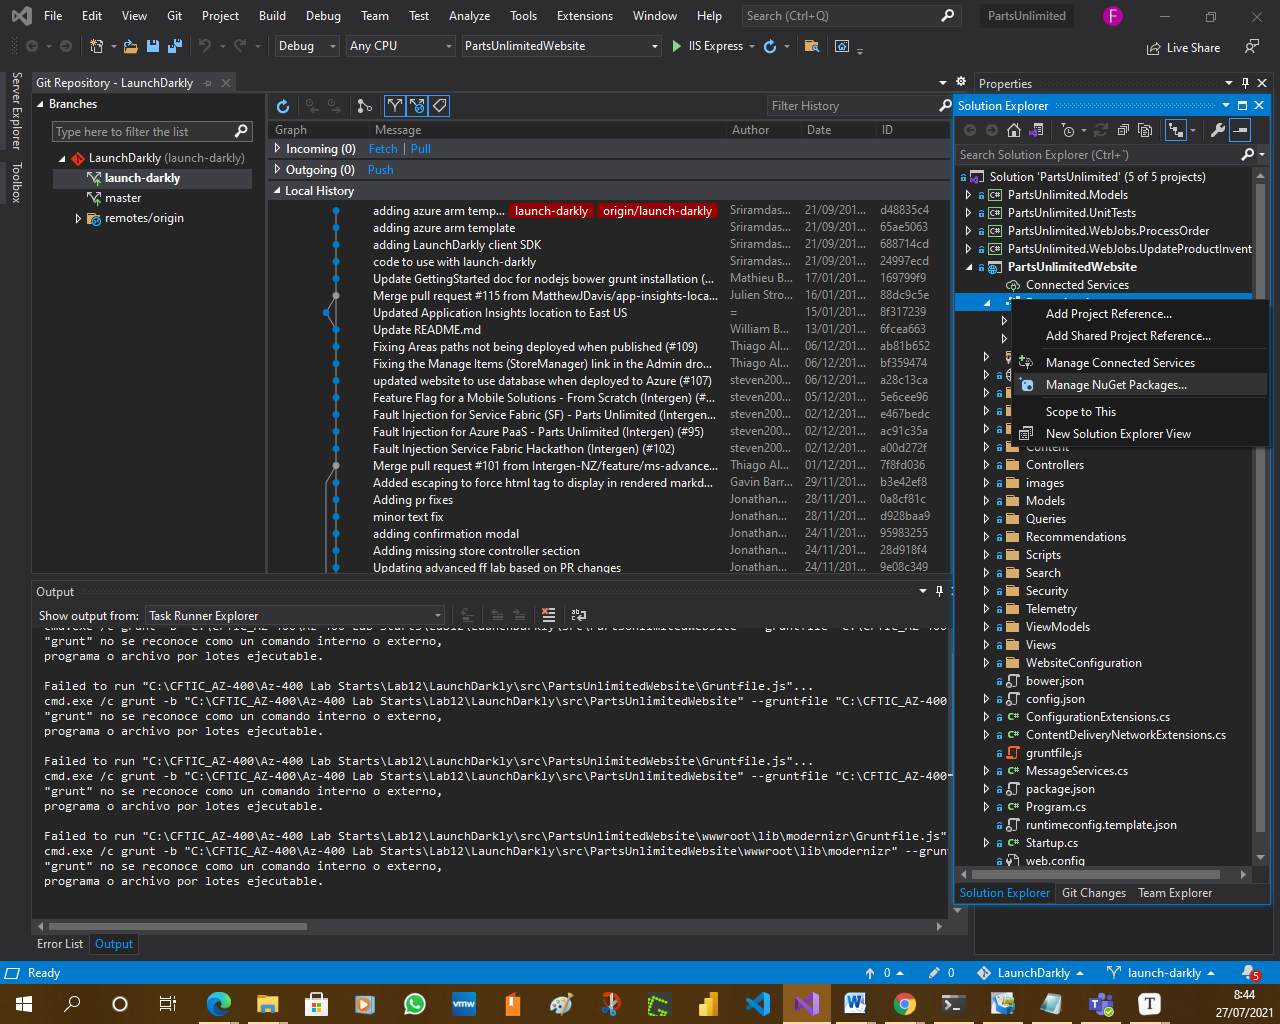 File Edit View Git Project Build Debug Team Test Analyze Tools Extensions Window Help Search (Ctrl+Q) PartsUnlimited F
Debug Any CPU PartsUnlimitedWebsite IIS Express Live Share
Server Explorer
Toolbox
Git Repository - LaunchDarkly
Branches
Type here to filter the list
LaunchDarkly (launch-darkly)
launch-darkly
master
remotes/origin
Filter History
Graph Message Author Date ID
Incoming (0) Fetch | Pull
Outgoing (0) Push
Local History
adding azure arm temp... launch-darkly origin/launch-darkly Sriramdas... 21/09/201... d48835c4
adding azure arm template Sriramdas... 21/09/201... 65ae5063
adding LaunchDarkly client SDK Sriramdas... 21/09/201... 688714cd
code to use with launch-darkly Sriramdas... 21/09/201... 24997ecd
Update GettingStarted doc for nodejs bower grunt installation (... Mathieu B... 17/01/201... 169799f9
Merge pull request #115 from MatthewJDavis/app-insights-loca... Julien Stro... 16/01/201... 88dc9c5e
Updated Application Insights location to East US = 15/01/201... 8f317239
Update README.md William B... 13/01/201... 6fcea663
Fixing Areas paths not being deployed when published (#109) Thiago Al... 06/12/201... ab81b652
Fixing the Manage Items (StoreManager) link in the Admin dro... Thiago Al... 06/12/201... bf359474
updated website to use database when deployed to Azure (#107) steven200... 06/12/201... a28c13ca
Feature Flag for a Mobile Solutions - From Scratch (Intergen) (#... steven200... 05/12/201... 5e6cee96
Fault Injection for Service Fabric (SF) - Parts Unlimited (Intergen... steven200... 02/12/201... e467bedc
Fault Injection for Azure PaaS - Parts Unlimited (Intergen) (#95) steven200... 02/12/201... ac91c35a
Fault Injection Service Fabric Hackathon (Intergen) (#102) steven200... 02/12/201... a00d272f
Merge pull request #101 from Intergen-NZ/feature/ms-advance... Thiago Al... 01/12/201... 7f8fd036
Added escaping to force html tag to display in rendered markd... Gavin Barr... 29/11/201... b3e42ef8
Adding pr fixes Jonathan... 28/11/201... 0a8cf81c
minor text fix Jonathan... 28/11/201... d928baa9
adding confirmation modal Jonathan... 24/11/201... 95983255
Adding missing store controller section Jonathan... 24/11/201... 28d918f4
Updating advanced ff lab based on PR changes Jonathan... 24/11/201... 9e08c349
Output
Show output from: Task Runner Explorer
cmd.exe /c grunt -b "C:\CFTIC_AZ-400\Az-400 Lab Starts\Lab12\LaunchDarkly\src\PartsUnlimitedWebsite" --gruntfile "C:\CFTIC_AZ-400
"grunt" no se reconoce como un comando interno o externo,
programa o archivo por lotes ejecutable.
Failed to run "C:\CFTIC_AZ-400\Az-400 Lab Starts\Lab12\LaunchDarkly\src\PartsUnlimitedWebsite\Gruntfile.js"...
cmd.exe /c grunt -b "C:\CFTIC_AZ-400\Az-400 Lab Starts\Lab12\LaunchDarkly\src\PartsUnlimitedWebsite" --gruntfile "C:\CFTIC_AZ-400
"grunt" no se reconoce como un comando interno o externo,
programa o archivo por lotes ejecutable.
Failed to run "C:\CFTIC_AZ-400\Az-400 Lab Starts\Lab12\LaunchDarkly\src\PartsUnlimitedWebsite\Gruntfile.js"...
cmd.exe /c grunt -b "C:\CFTIC_AZ-400\Az-400 Lab Starts\Lab12\LaunchDarkly\src\PartsUnlimitedWebsite" --gruntfile "C:\CFTIC_AZ-400
"grunt" no se reconoce como un comando interno o externo,
programa o archivo por lotes ejecutable.
Failed to run "C:\CFTIC_AZ-400\Az-400 Lab Starts\Lab12\LaunchDarkly\src\PartsUnlimitedWebsite\wwwroot\lib\modernizr\Gruntfile.js"
cmd.exe /c grunt -b "C:\CFTIC_AZ-400\Az-400 Lab Starts\Lab12\LaunchDarkly\src\PartsUnlimitedWebsite\wwwroot\lib\modernizr" --grun
"grunt" no se reconoce como un comando interno o externo,
programa o archivo por lotes ejecutable.
Error List Output
Properties
Solution Explorer
Search Solution Explorer (Ctrl+`)
Solution 'PartsUnlimited' (5 of 5 projects)
PartsUnlimited.Models
PartsUnlimited.UnitTests
PartsUnlimited.WebJobs.ProcessOrder
PartsUnlimited.WebJobs.UpdateProductInvent
PartsUnlimitedWebsite
Connected Services
Add Project Reference...
Add Shared Project Reference...
Manage Connected Services
Manage NuGet Packages...
Scope to This
New Solution Explorer View
Content
Controllers
images
Models
Queries
Recommendations
Scripts
Search
Security
Telemetry
ViewModels
Views
WebsiteConfiguration
bower.json
config.json
ConfigurationExtensions.cs
ContentDeliveryNetworkExtensions.cs
gruntfile.js
MessageServices.cs
package.json
Program.cs
runtimeconfig.template.json
Startup.cs
web.config
Solution Explorer Git Changes Team Explorer
Ready 0 0 LaunchDarkly launch-darkly 5
vmw W T
8:44
27/07/2021